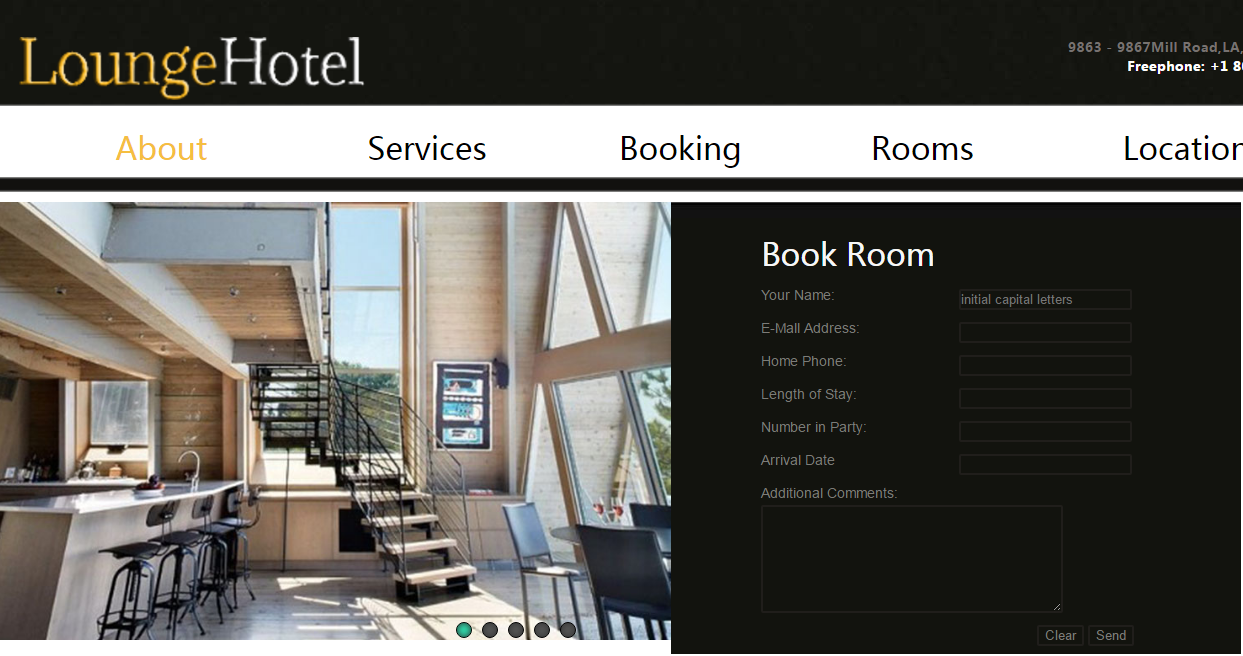 LoungeHotel
9863 - 9867Mill Road,LA,
Freephone: +1 8
About Services Booking Rooms Location
Book Room
Your Name: initial capital letters
E-Mall Address:
Home Phone:
Length of Stay:
Number in Party:
Arrival Date
Additional Comments:
Clear Send